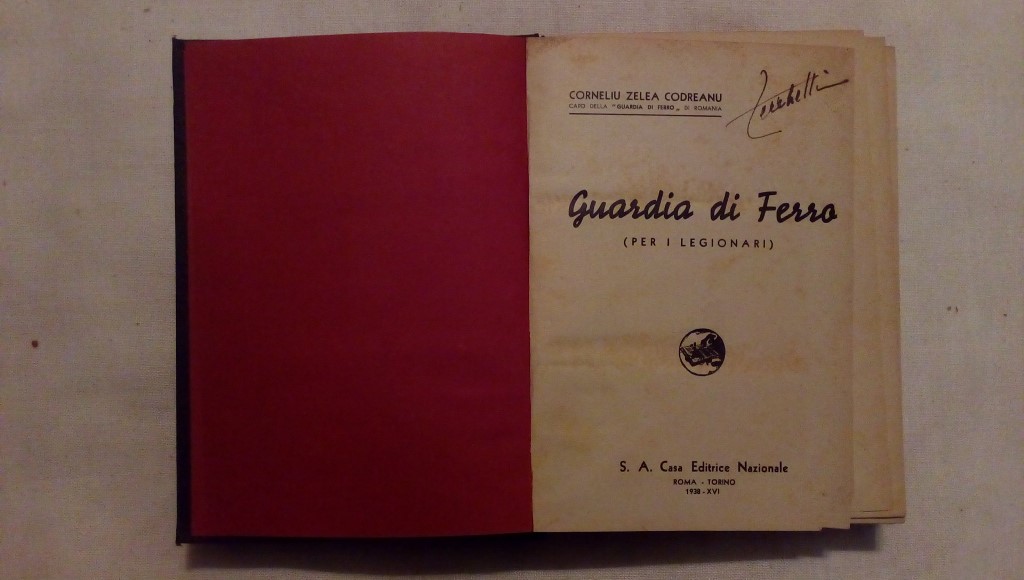 CORNELIU ZELEA CODREANU
CAPO DELLA "GUARDIA DI FERRO„ DI ROMANIA
Guardia di Ferro
(PER I LEGIONARI)
S. A. Casa Editrice Nazionale
ROMA - TORINO
1938 - XVI